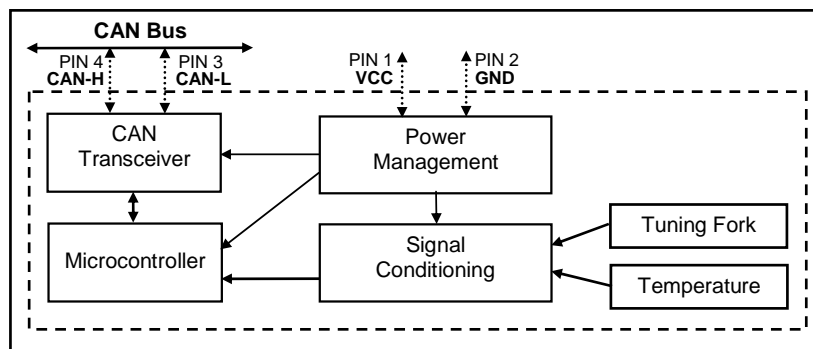 CAN Bus
PIN 4
CAN-H
PIN 3
CAN-L
PIN 1
VCC
PIN 2
GND
CAN
Transceiver
Power
Management
Microcontroller
Signal
Conditioning
Tuning Fork
Temperature